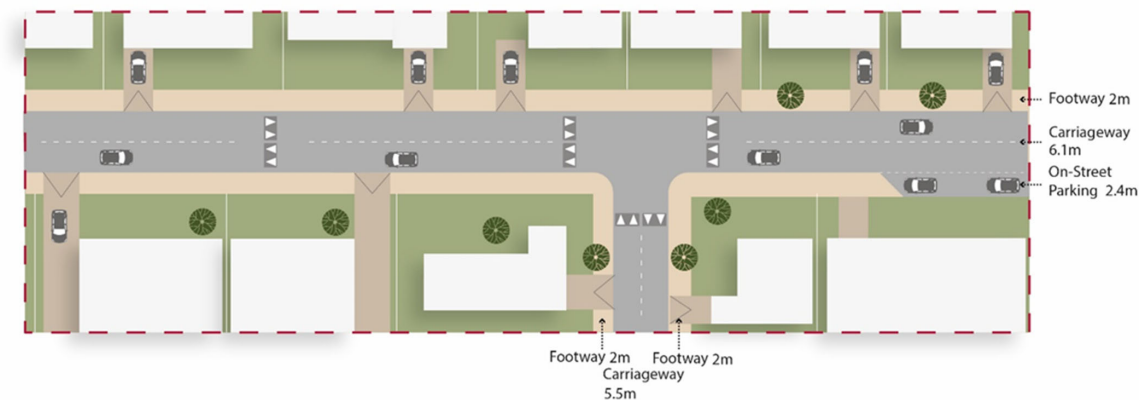 Footway 2m
Carriageway
6.1m
On-Street
Parking 2.4m
Footway 2m
Footway 2m
Carriageway
5.5m